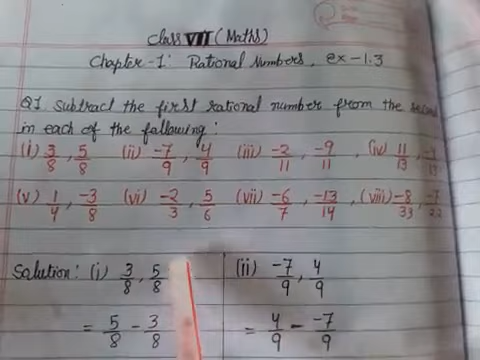 Class VII (Maths)
Chapter-1: Rational Numbers, ex-1.3
Q1 Subtract the first rational number from the second
in each of the following:
(i) 3/8, 5/8 (ii) -7/9, 4/9 (iii) -2/11, -9/11 (iv) 11/13,
(v) 1/4, -3/8 (vi) -2/3, 5/6 (vii) -6/7, -13/14, (viii) -8/33, -7/22
Solution: (i) 3/8, 5/8 (ii) -7/9, 4/9
= 5/8 - 3/8 = 4/9 - -7/9